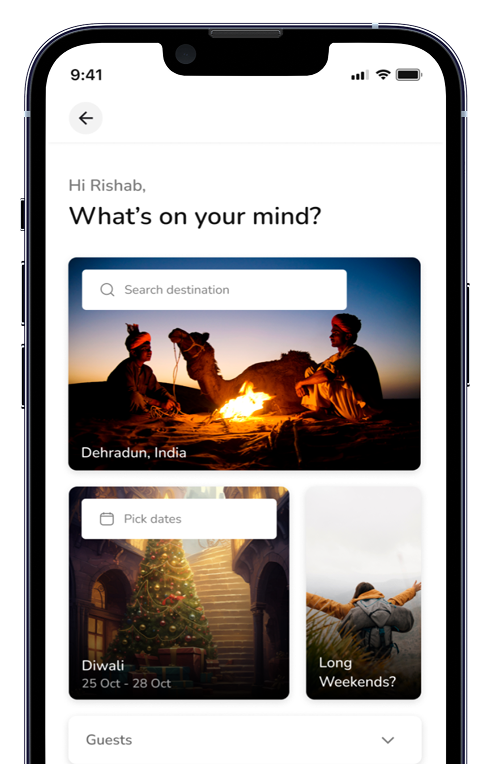 9:41
Hi Rishab,
What's on your mind?
Search destination
Dehradun, India
Pick dates
Diwali
25 Oct - 28 Oct
Long
Weekends?
Guests